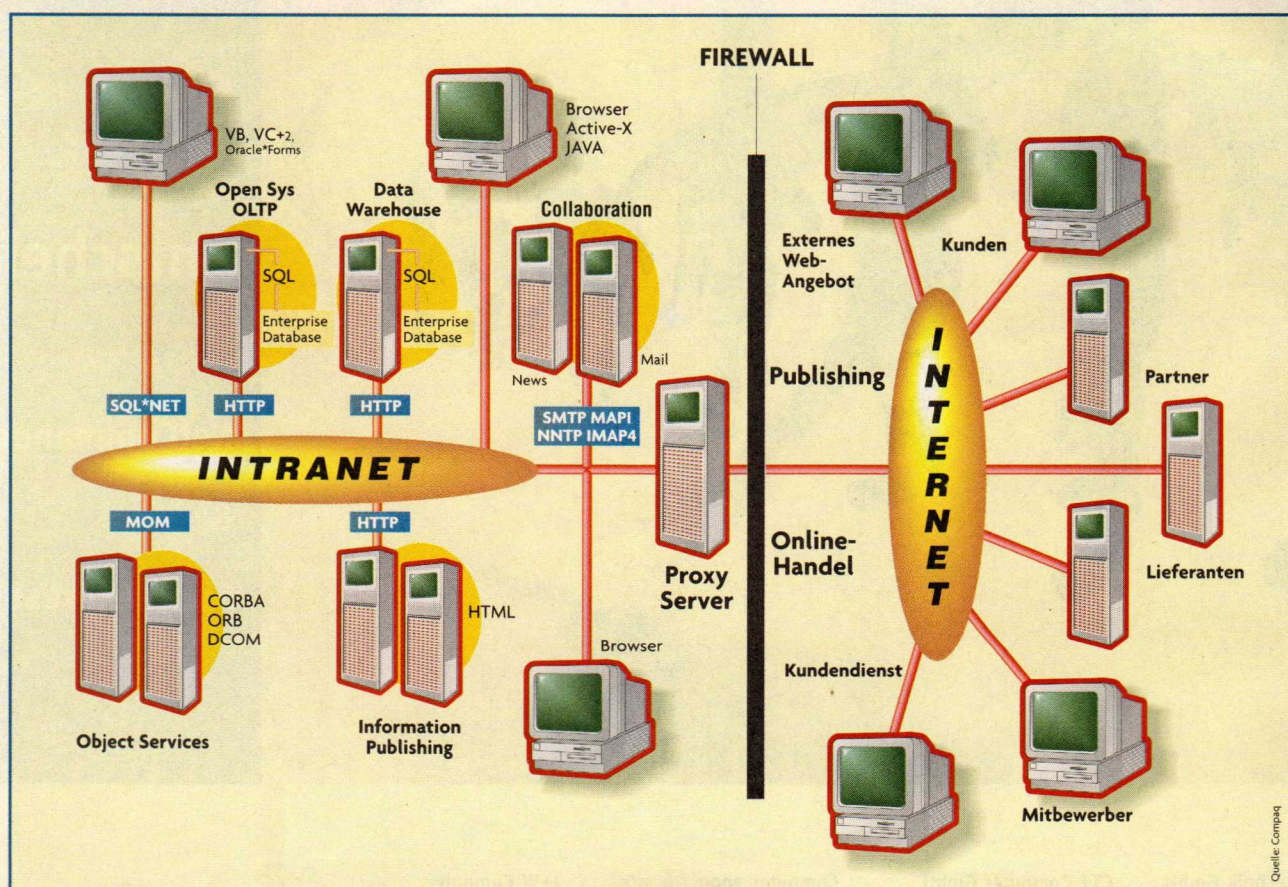 FIREWALL
VB, VC+2,
Oracle*Forms
Browser
Active-X
JAVA
Open Sys
OLTP
SQL
Enterprise
Database
Data
Warehouse
SQL
Enterprise
Database
Collaboration
News
Mail
SQL*NET
HTTP
HTTP
SMTP MAPI
NNTP IMAP4
INTRANET
MOM
HTTP
CORBA
ORB
DCOM
Object Services
HTML
Information
Publishing
Browser
Proxy
Server
Externes
Web-
Angebot
Kunden
Publishing
Partner
INTERNET
Online-
Handel
Lieferanten
Kundendienst
Mitbewerber
Quelle: Compaq